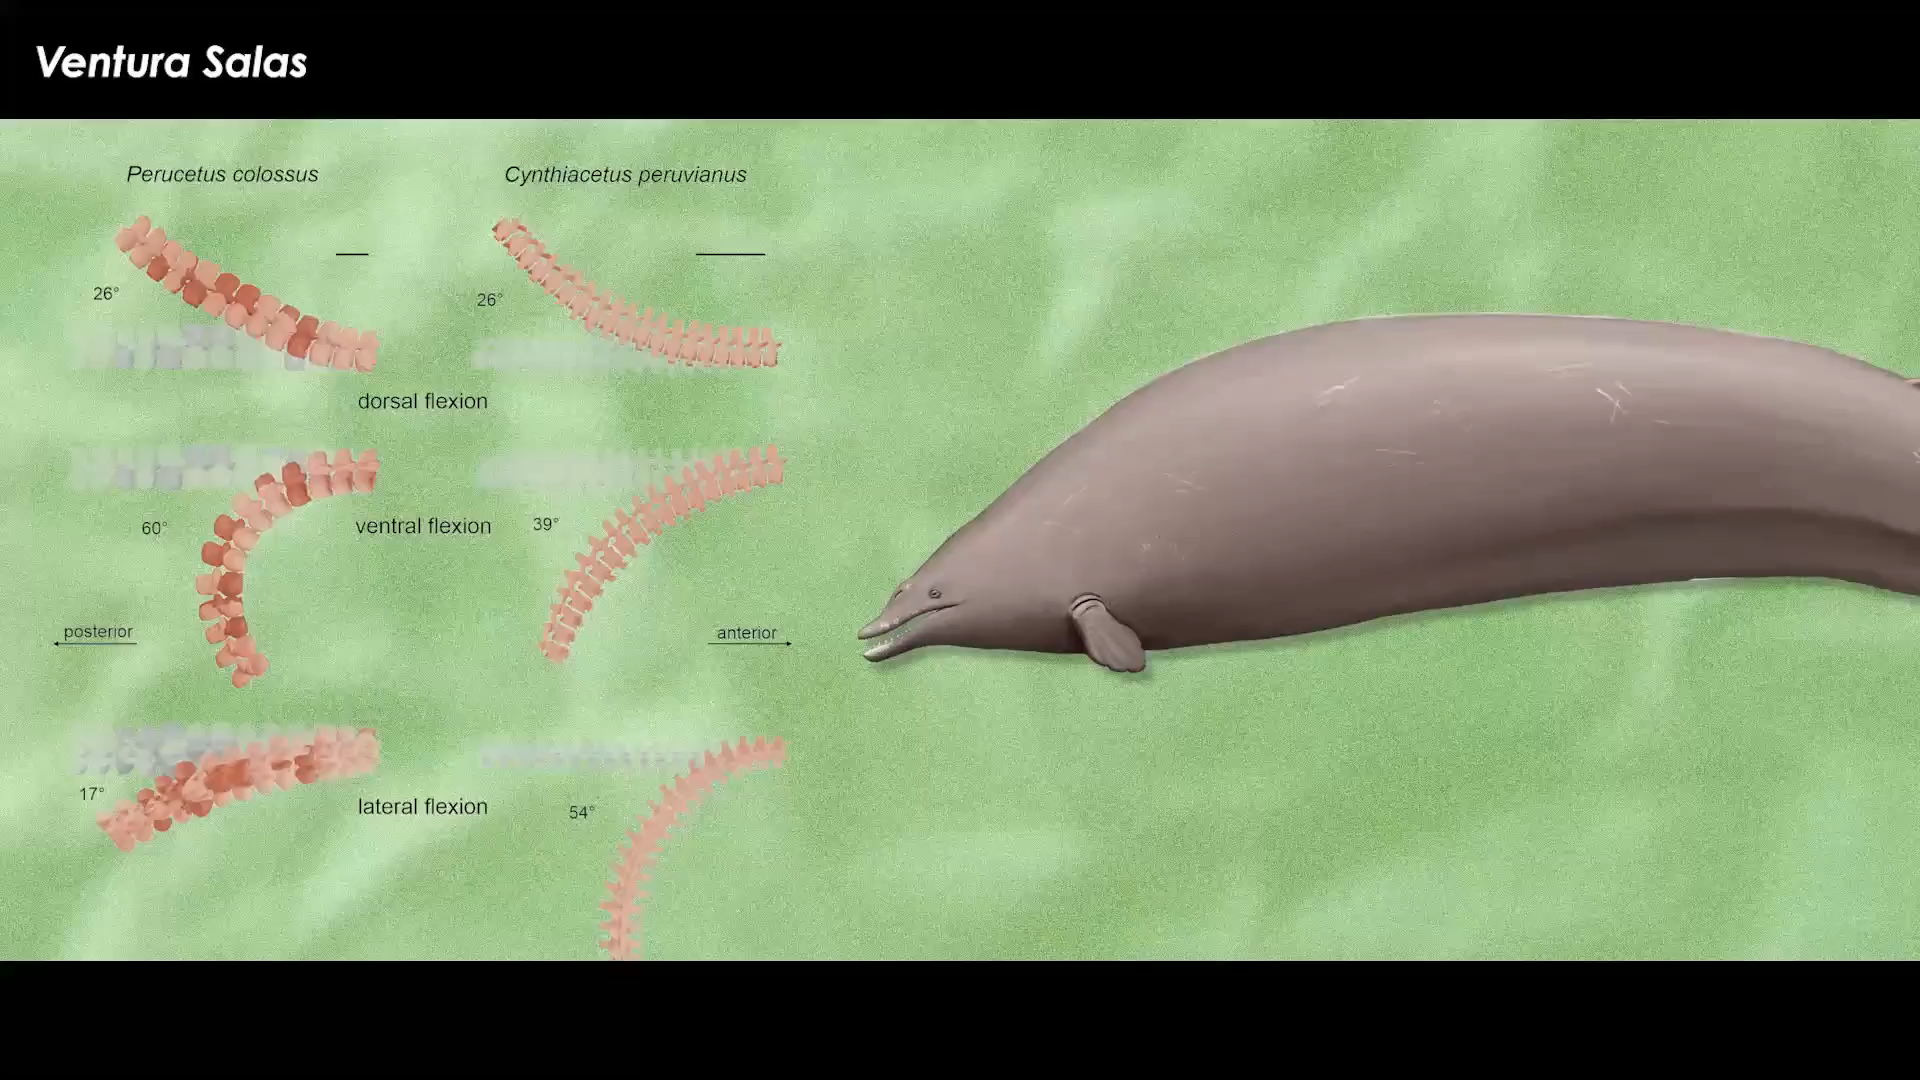 Ventura Salas
Perucetus colossus
Cynthiacetus peruvianus
26°
26°
dorsal flexion
60°
ventral flexion
39°
posterior
anterior
17°
lateral flexion
54°